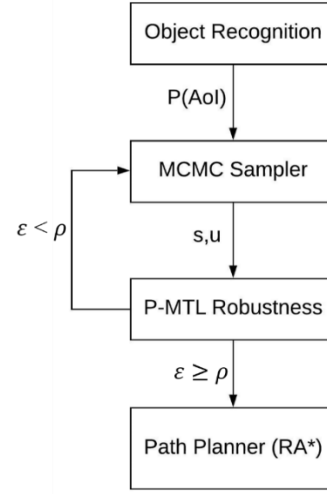 Object Recognition
P(AoI)
MCMC Sampler
ε < ρ
s,u
P-MTL Robustness
ε ≥ ρ
Path Planner (RA*)